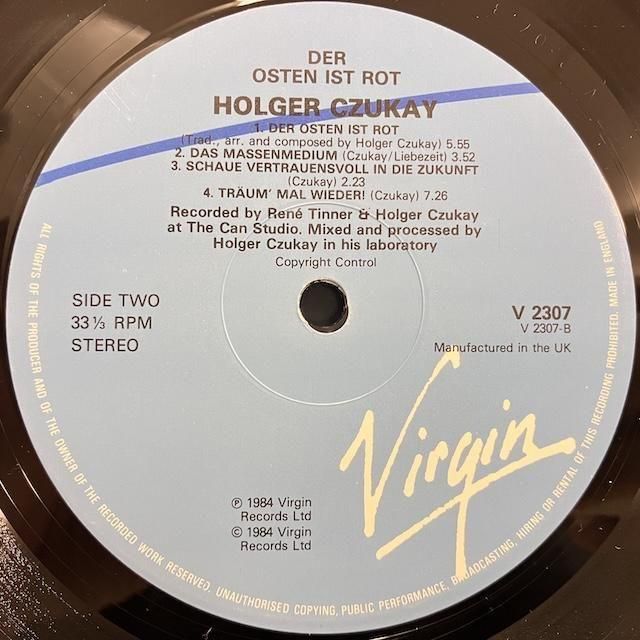 DER
OSTEN IST ROT
HOLGER CZUKAY
1. DER OSTEN IST ROT
(Trad., arr. and composed by Holger Czukay) 5.55
2. DAS MASSENMEDIUM (Czukay/Liebezeit) 3.52
3. SCHAUE VERTRAUENSVOLL IN DIE ZUKUNFT
(Czukay) 2.23
4. TRÄUM' MAL WIEDER! (Czukay) 7.26
Recorded by René Tinner & Holger Czukay
at The Can Studio. Mixed and processed by
Holger Czukay in his laboratory
Copyright Control
SIDE TWO
33⅓ RPM
STEREO
V 2307
V 2307-B
Manufactured in the UK
Virgin
℗ 1984 Virgin
Records Ltd
© 1984 Virgin
Records Ltd
ALL RIGHTS OF THE PRODUCER AND OF THE OWNER OF THE RECORDED WORK RESERVED. UNAUTHORISED COPYING, PUBLIC PERFORMANCE, BROADCASTING, HIRING OR RENTAL OF THIS RECORDING PROHIBITED. MADE IN ENGLAND